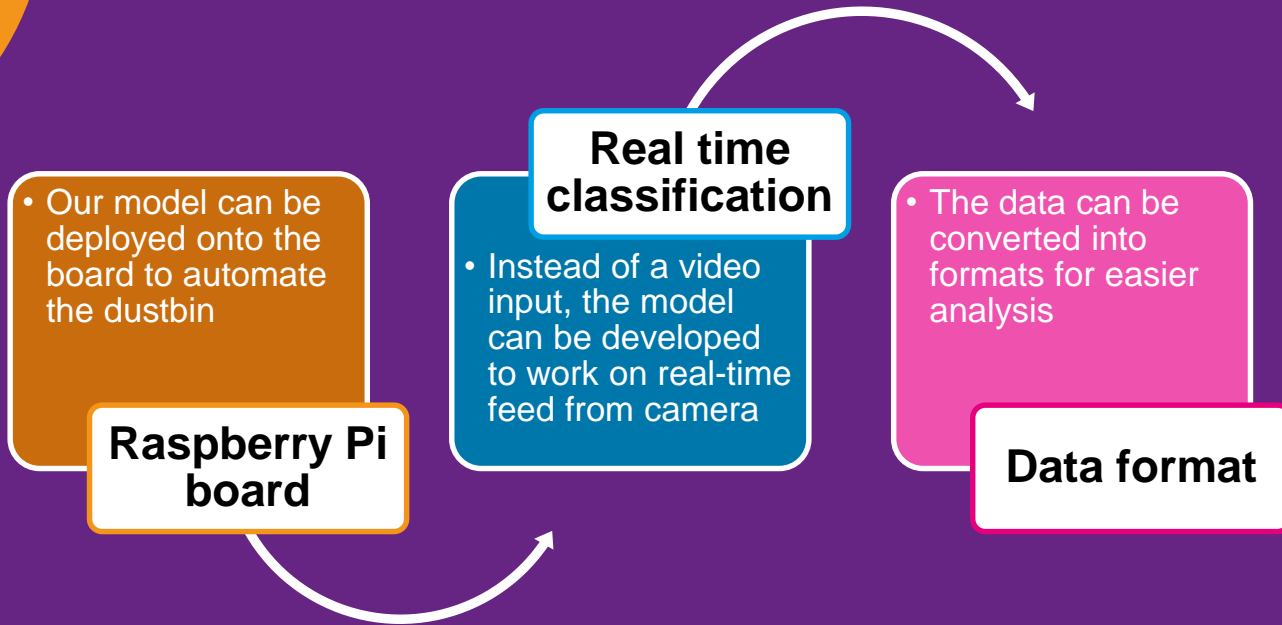 • Our model can be
deployed onto the
board to automate
the dustbin
Raspberry Pi
board
Real time
classification
• Instead of a video
input, the model
can be developed
to work on real-time
feed from camera
• The data can be
converted into
formats for easier
analysis
Data format